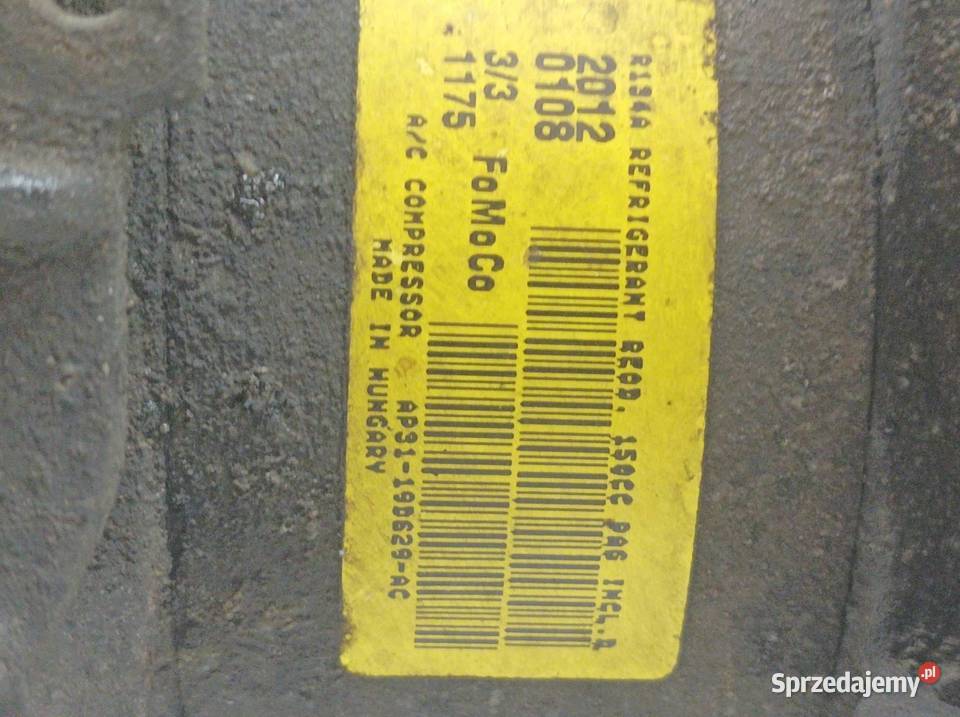 R134A REFRIGERANT REQD, 150CC PAG INCL.A
2012
0108
3/3 FoMoCo
.1175
A/C COMPRESSOR AP31-19D629-AC
MADE IN HUNGARY
Sprzedajemy.pl